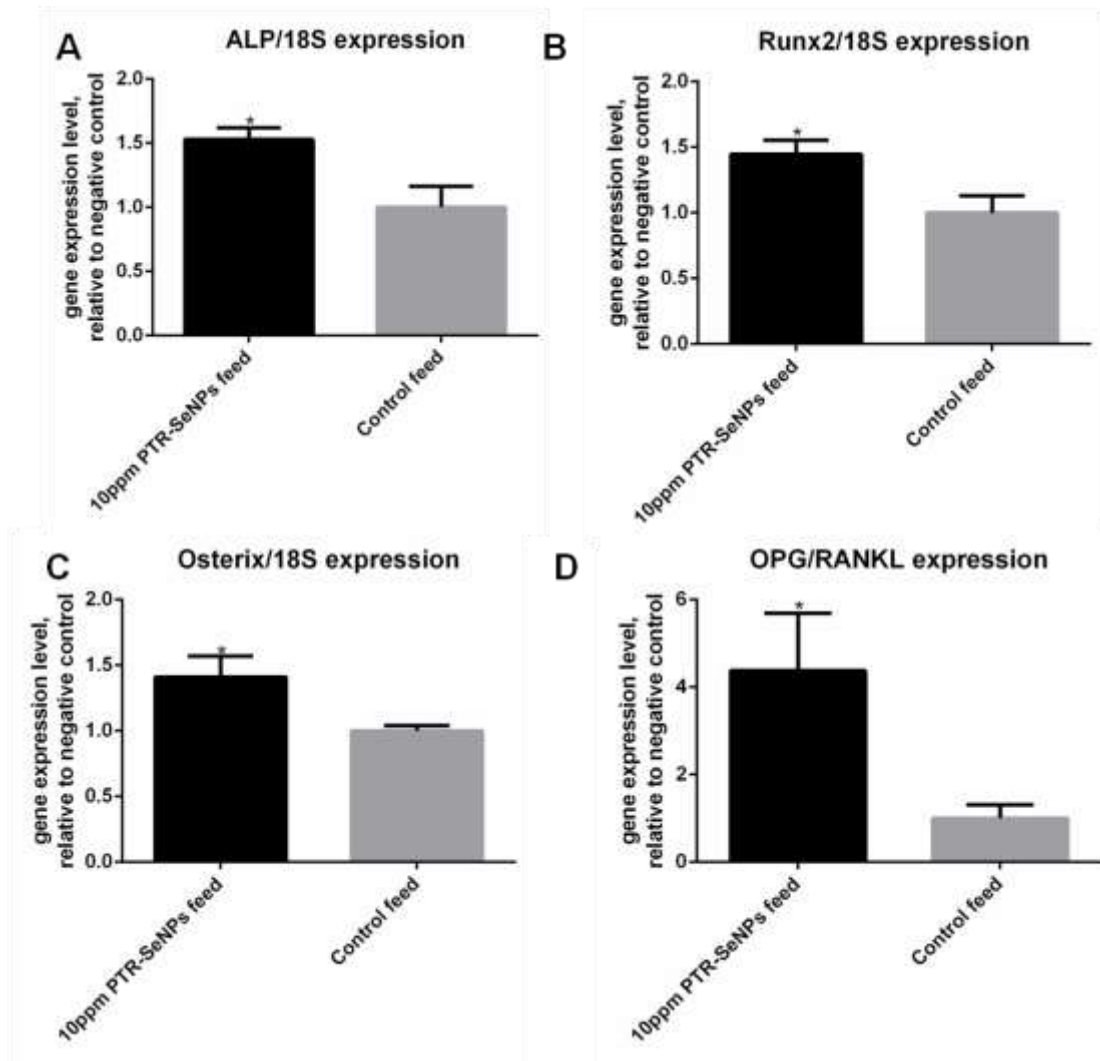 A
ALP/18S expression
gene expression level,
relative to negative control
2.0
1.5
1.0
0.5
0.0
*
10ppm PTR-SeNPs feed
Control feed
B
Runx2/18S expression
gene expression level,
relative to negative control
2.0
1.5
1.0
0.5
0.0
*
10ppm PTR-SeNPs feed
Control feed
C
Osterix/18S expression
gene expression level,
relative to negative control
2.0
1.5
1.0
0.5
0.0
*
10ppm PTR-SeNPs feed
Control feed
D
OPG/RANKL expression
gene expression level,
relative to negative control
6
4
2
0
*
10ppm PTR-SeNPs feed
Control feed